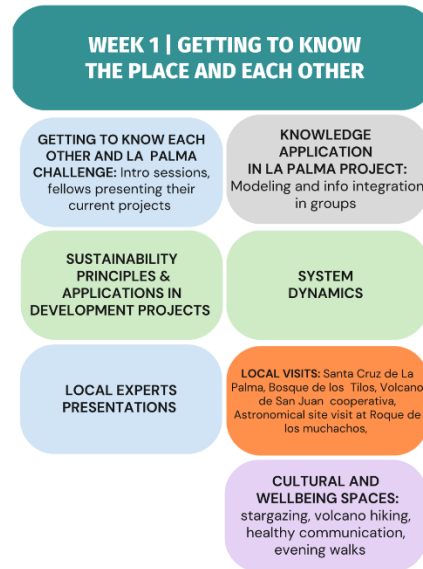 WEEK 1 | GETTING TO KNOW
THE PLACE AND EACH OTHER
GETTING TO KNOW EACH
OTHER AND LA PALMA
CHALLENGE: Intro sessions,
fellows presenting their
current projects
KNOWLEDGE
APPLICATION
IN LA PALMA PROJECT:
Modeling and info integration
in groups
SUSTAINABILITY
PRINCIPLES &
APPLICATIONS IN
DEVELOPMENT PROJECTS
SYSTEM
DYNAMICS
LOCAL EXPERTS
PRESENTATIONS
LOCAL VISITS: Santa Cruz de La
Palma, Bosque de los Tilos, Volcano
de San Juan cooperativa,
Astronomical site visit at Roque de
los muchachos,
CULTURAL AND
WELLBEING SPACES:
stargazing, volcano hiking,
healthy communication,
evening walks